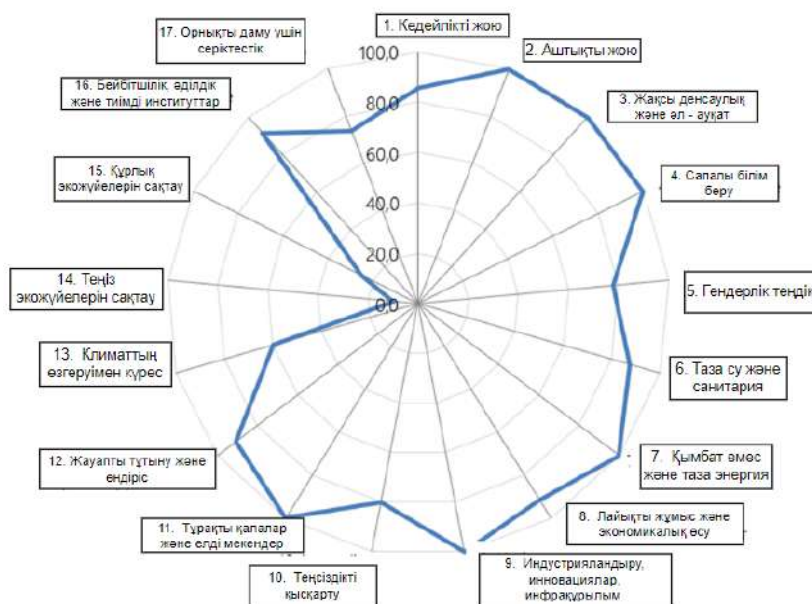 1. Кедейлікті жою
2. Аштықты жою
3. Жақсы денсаулық
және әл - ауқат
4. Сапалы білім
беру
5. Гендерлік теңдік
6. Таза су және
санитария
7. Қымбат емес
және таза энергия
8. Лайықты жұмыс және
экономикалық өсу
9. Индустрияландыру,
инновациялар,
инфрақұрылым
10. Теңсіздікті
қысқарту
11. Тұрақты қалалар
және елді мекендер
12. Жауапты тұтыну және
өндіріс
13. Климаттың
өзгеруімен күрес
14. Теңіз
экожүйелерін сақтау
15. Құрлық
экожүйелерін сақтау
16. Бейбітшілік, әділдік
және тиімді институттар
17. Орнықты даму үшін
серіктестік
100,0
80,0
60,0
40,0
20,0
0,0